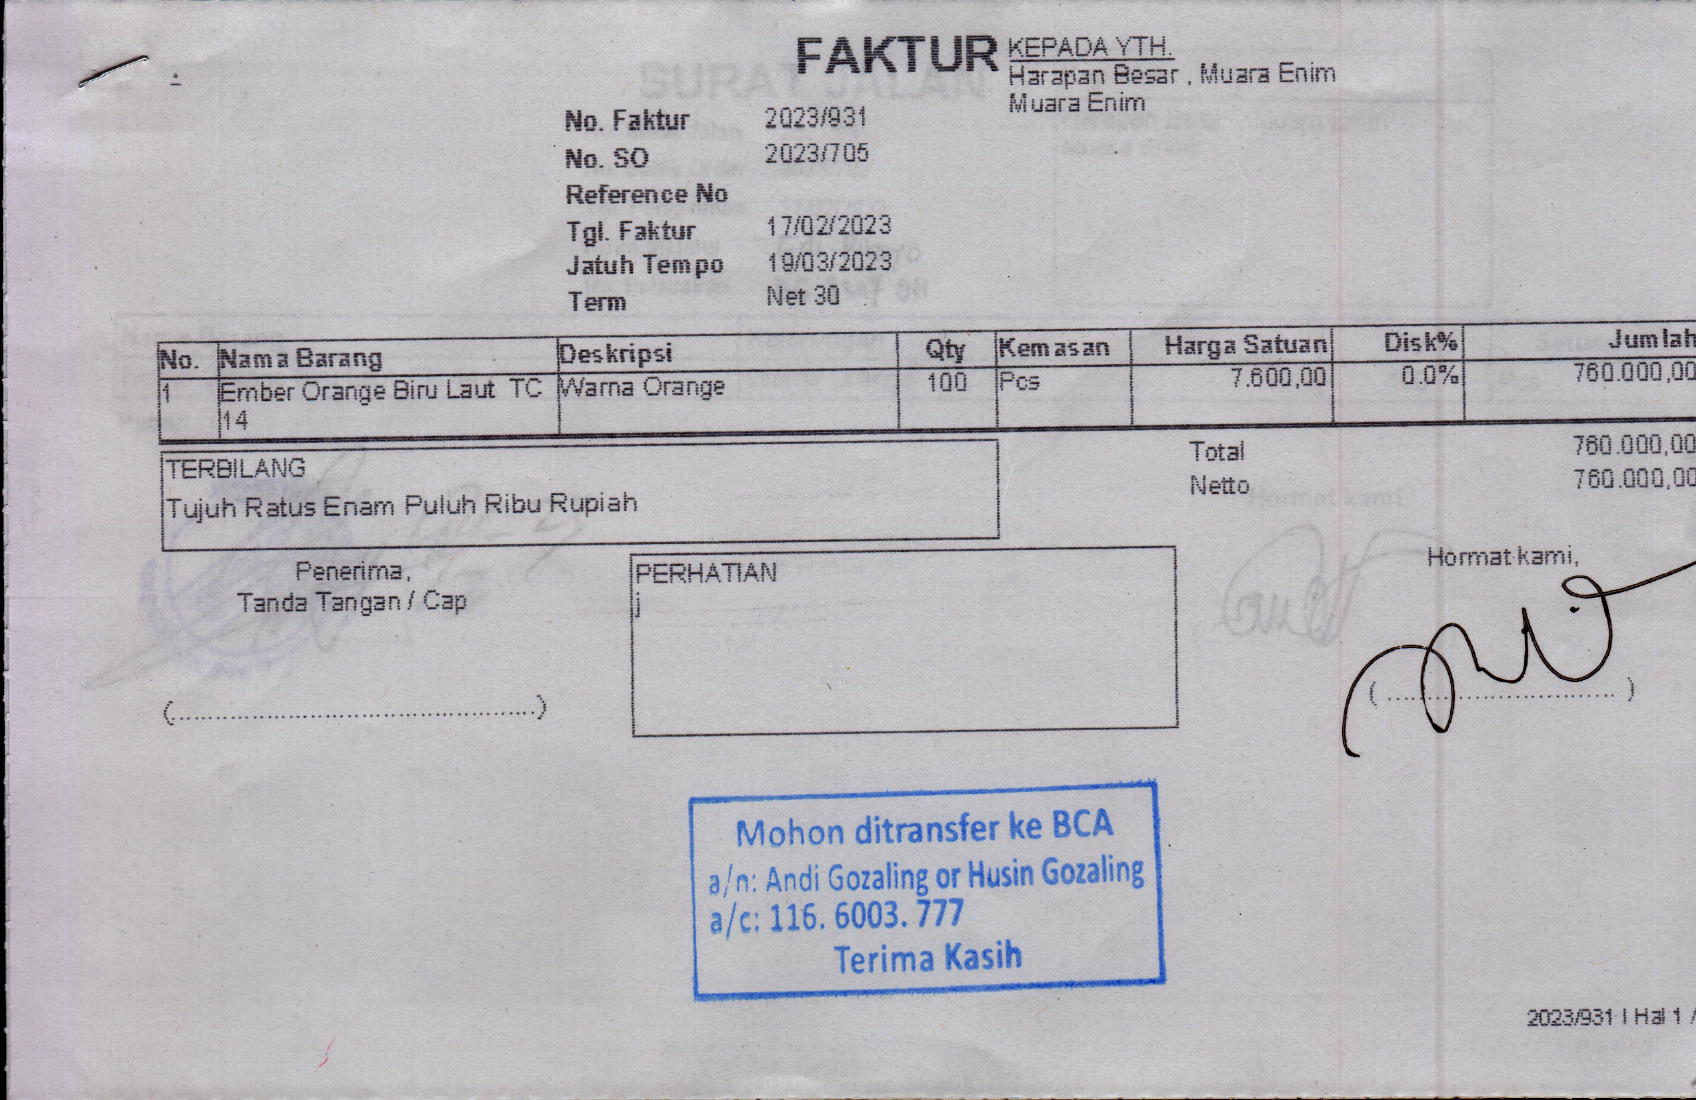 FAKTUR
KEPADA YTH.
Harapan Besar , Muara Enim
Muara Enim
No. Faktur 2023/931
No. SO 2023/705
Reference No
Tgl. Faktur 17/02/2023
Jatuh Tempo 19/03/2023
Term Net 30
No. Nama Barang Deskripsi Qty Kemasan Harga Satuan Disk% Jumlah
1 Ember Orange Biru Laut TC Warna Orange 100 Pcs 7.600,00 0.0% 760.000,00
14
Total 760.000,00
Netto 760.000,00
TERBILANG
Tujuh Ratus Enam Puluh Ribu Rupiah
Penerima,
Tanda Tangan / Cap
PERHATIAN
j
Hormat kami,
Mohon ditransfer ke BCA
a/n: Andi Gozaling or Husin Gozaling
a/c: 116. 6003. 777
Terima Kasih
2023/931 | Hal 1 /